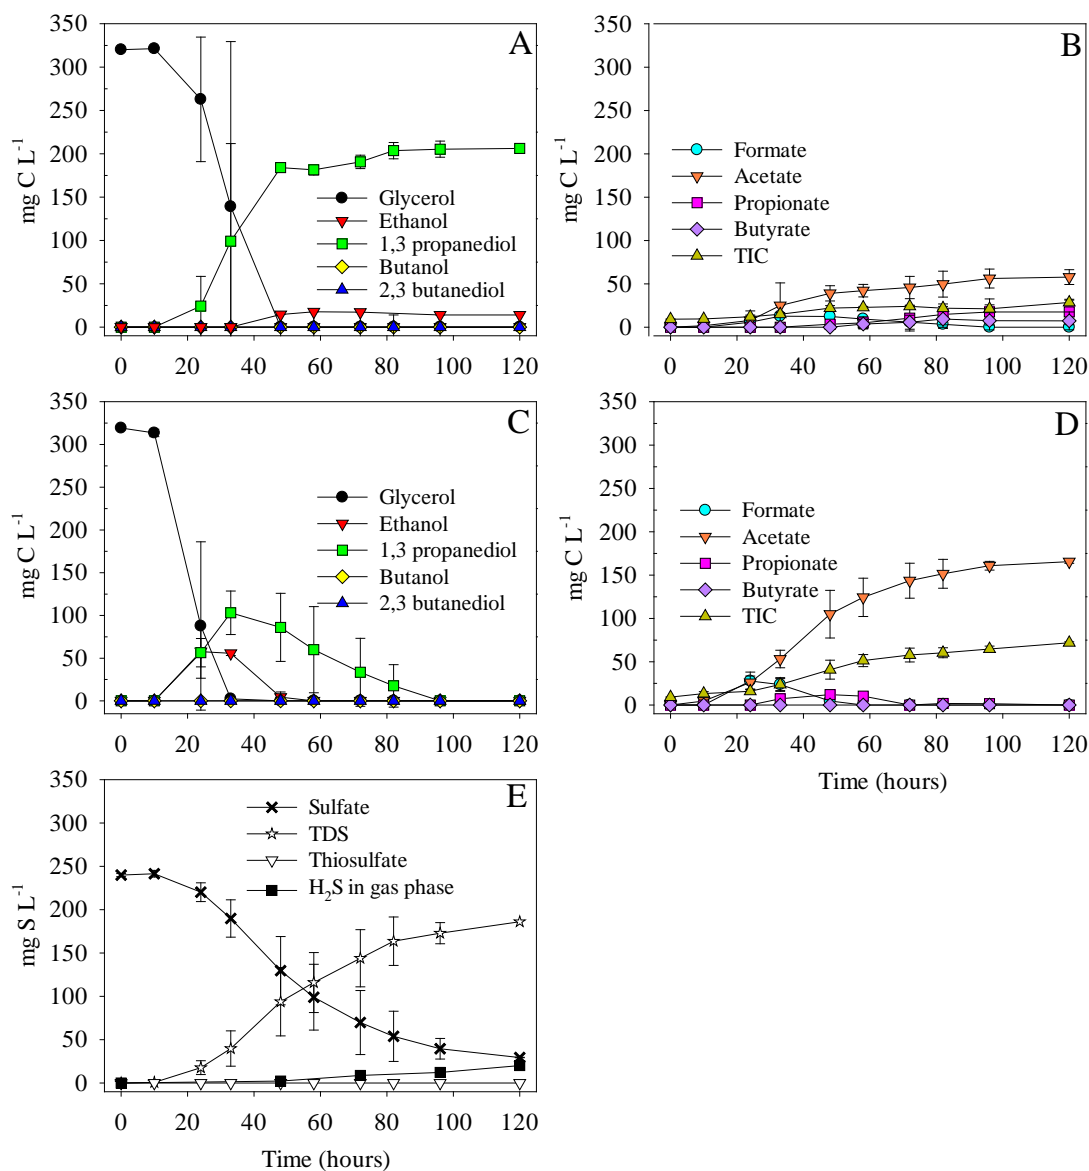 A
350
300
250
200
150
100
50
0
mg C L⁻¹
Glycerol
Ethanol
1,3 propanediol
Butanol
2,3 butanediol
0 20 40 60 80 100 120
B
350
300
250
200
150
100
50
0
mg C L⁻¹
Formate
Acetate
Propionate
Butyrate
TIC
0 20 40 60 80 100 120
C
350
300
250
200
150
100
50
0
mg C L⁻¹
Glycerol
Ethanol
1,3 propanediol
Butanol
2,3 butanediol
0 20 40 60 80 100 120
D
350
300
250
200
150
100
50
0
mg C L⁻¹
Formate
Acetate
Propionate
Butyrate
TIC
0 20 40 60 80 100 120
Time (hours)
E
350
300
250
200
150
100
50
0
mg S L⁻¹
Sulfate
TDS
Thiosulfate
H₂S in gas phase
0 20 40 60 80 100 120
Time (hours)